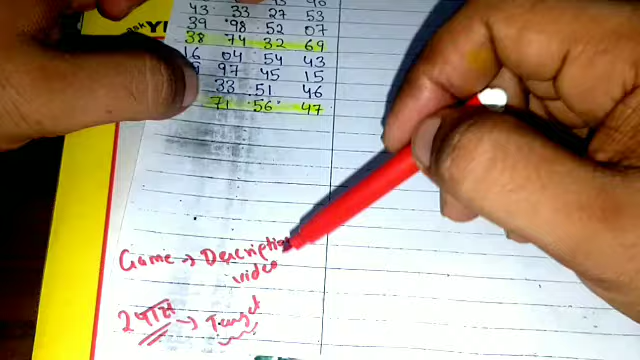 43 33 27 53
39 98 52 07
38 74 32 69
16 04 54 43
97 45 15
33 51 46
71 56 47
Game → Description
video
→ Target